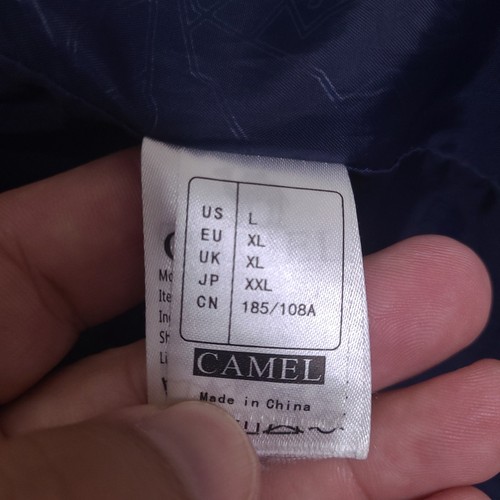 US L
EU XL
UK XL
JP XXL
CN 185/108A
CAMEL
Made in China